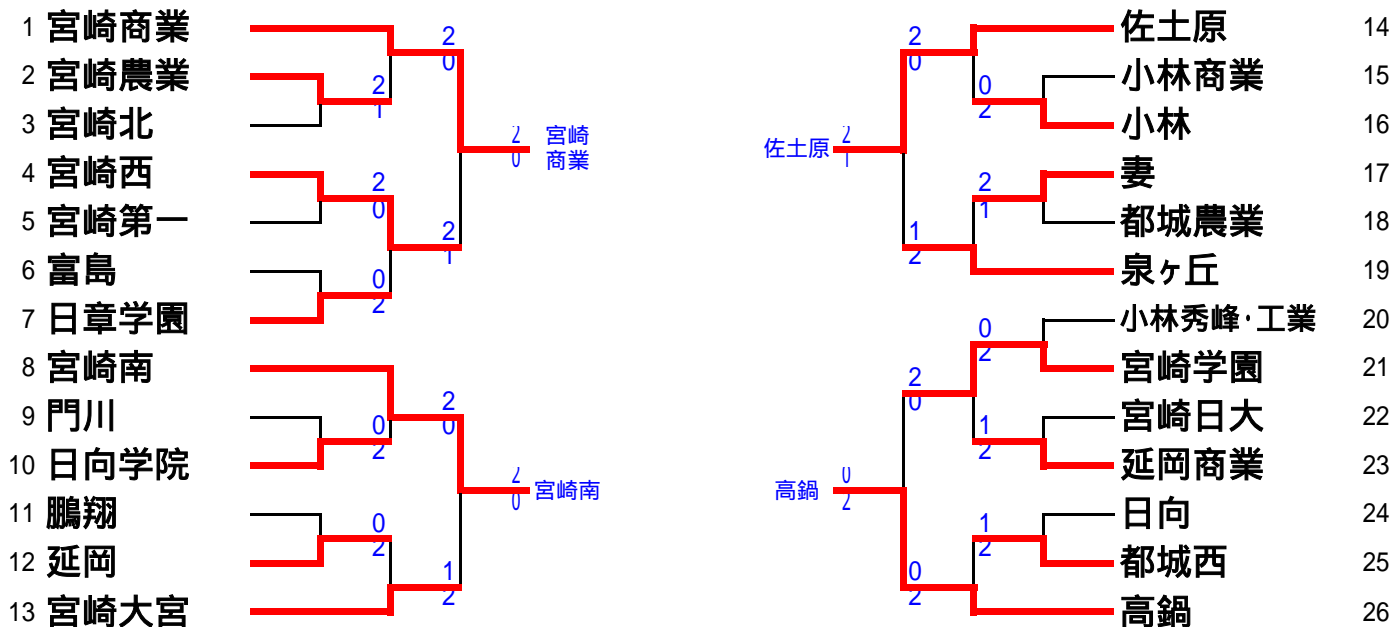 1 宮崎商業
2 宮崎農業
3 宮崎北
4 宮崎西
5 宮崎第一
6 富島
7 日章学園
8 宮崎南
9 門川
10 日向学院
11 鵬翔
12 延岡
13 宮崎大宮
2
1
2
0
0
2
0
2
0
2
2
0
2
1
2
0
1
2
2
0
宮崎
商業
2
0
宮崎南
佐土原
2
1
高鍋
0
2
2
0
1
2
2
0
0
2
0
2
2
1
0
2
1
2
1
2
佐土原 14
小林商業 15
小林 16
妻 17
都城農業 18
泉ヶ丘 19
小林秀峰・工業 20
宮崎学園 21
宮崎日大 22
延岡商業 23
日向 24
都城西 25
高鍋 26